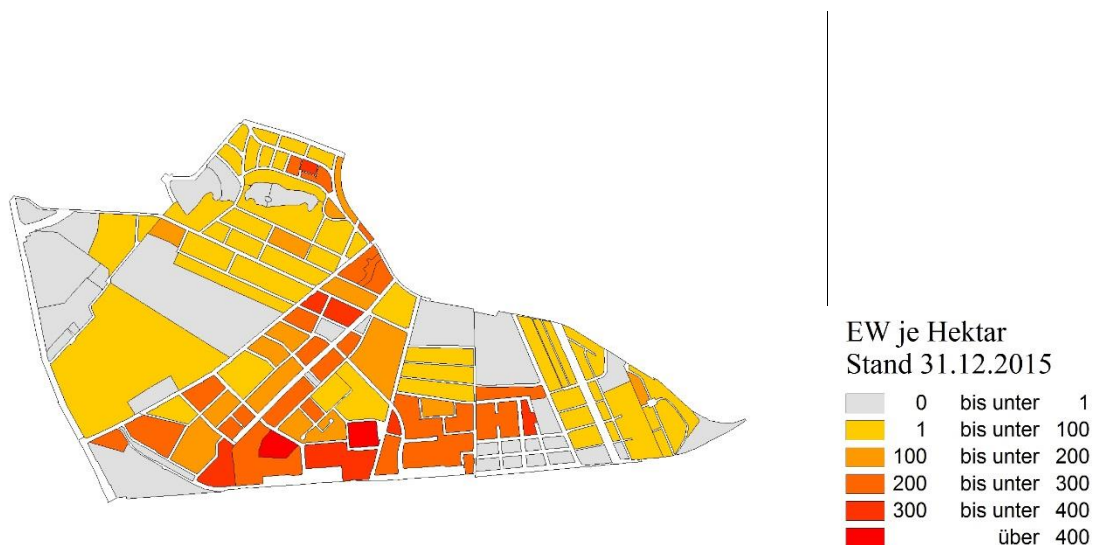 EW je Hektar
Stand 31.12.2015
0 bis unter 1
1 bis unter 100
100 bis unter 200
200 bis unter 300
300 bis unter 400
über 400